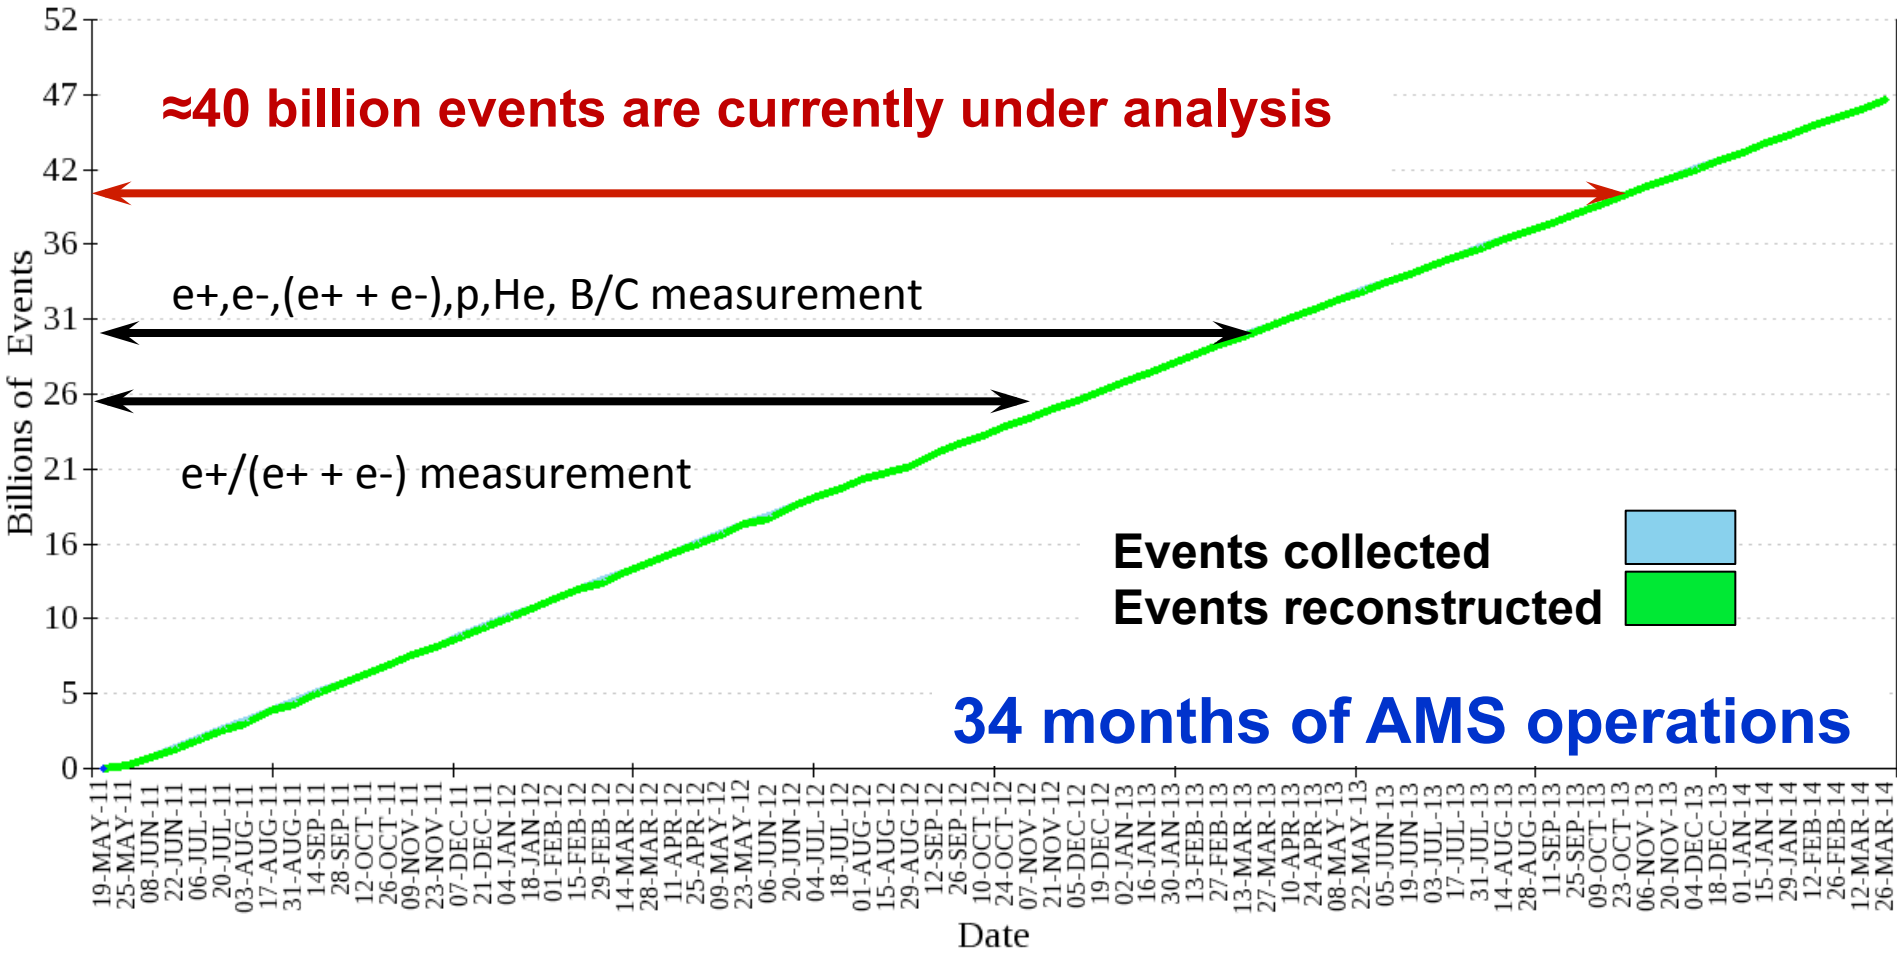 52
47
42
36
31
26
21
16
10
5
0
Billions of Events
≈40 billion events are currently under analysis
e+,e-,(e+ + e-),p,He, B/C measurement
e+/(e+ + e-) measurement
Events collected
Events reconstructed
34 months of AMS operations
19-MAY-11
25-MAY-11
08-JUN-11
22-JUN-11
06-JUL-11
20-JUL-11
03-AUG-11
17-AUG-11
31-AUG-11
14-SEP-11
28-SEP-11
12-OCT-11
26-OCT-11
09-NOV-11
23-NOV-11
07-DEC-11
21-DEC-11
04-JAN-12
18-JAN-12
01-FEB-12
15-FEB-12
29-FEB-12
14-MAR-12
28-MAR-12
11-APR-12
25-APR-12
09-MAY-12
23-MAY-12
06-JUN-12
20-JUN-12
04-JUL-12
18-JUL-12
01-AUG-12
15-AUG-12
29-AUG-12
12-SEP-12
26-SEP-12
10-OCT-12
24-OCT-12
07-NOV-12
21-NOV-12
05-DEC-12
19-DEC-12
02-JAN-13
16-JAN-13
30-JAN-13
13-FEB-13
27-FEB-13
13-MAR-13
27-MAR-13
10-APR-13
24-APR-13
08-MAY-13
22-MAY-13
05-JUN-13
19-JUN-13
03-JUL-13
17-JUL-13
31-JUL-13
14-AUG-13
28-AUG-13
11-SEP-13
25-SEP-13
09-OCT-13
23-OCT-13
06-NOV-13
20-NOV-13
04-DEC-13
18-DEC-13
01-JAN-14
15-JAN-14
29-JAN-14
12-FEB-14
26-FEB-14
12-MAR-14
26-MAR-14
Date